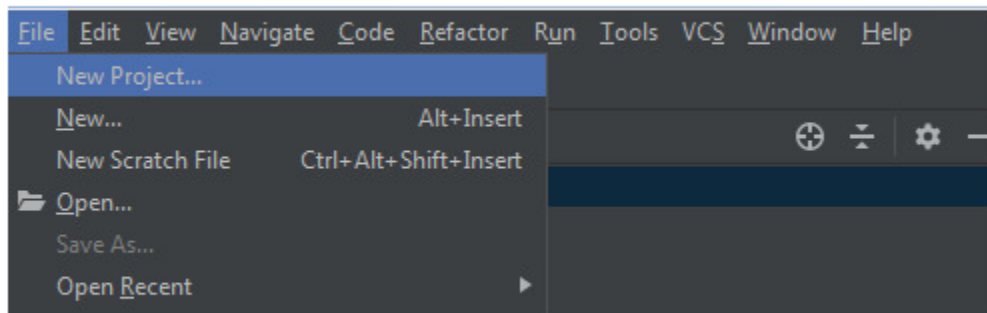 File Edit View Navigate Code Refactor Run Tools VCS Window Help
New Project...
New... Alt+Insert
New Scratch File Ctrl+Alt+Shift+Insert
Open...
Save As...
Open Recent